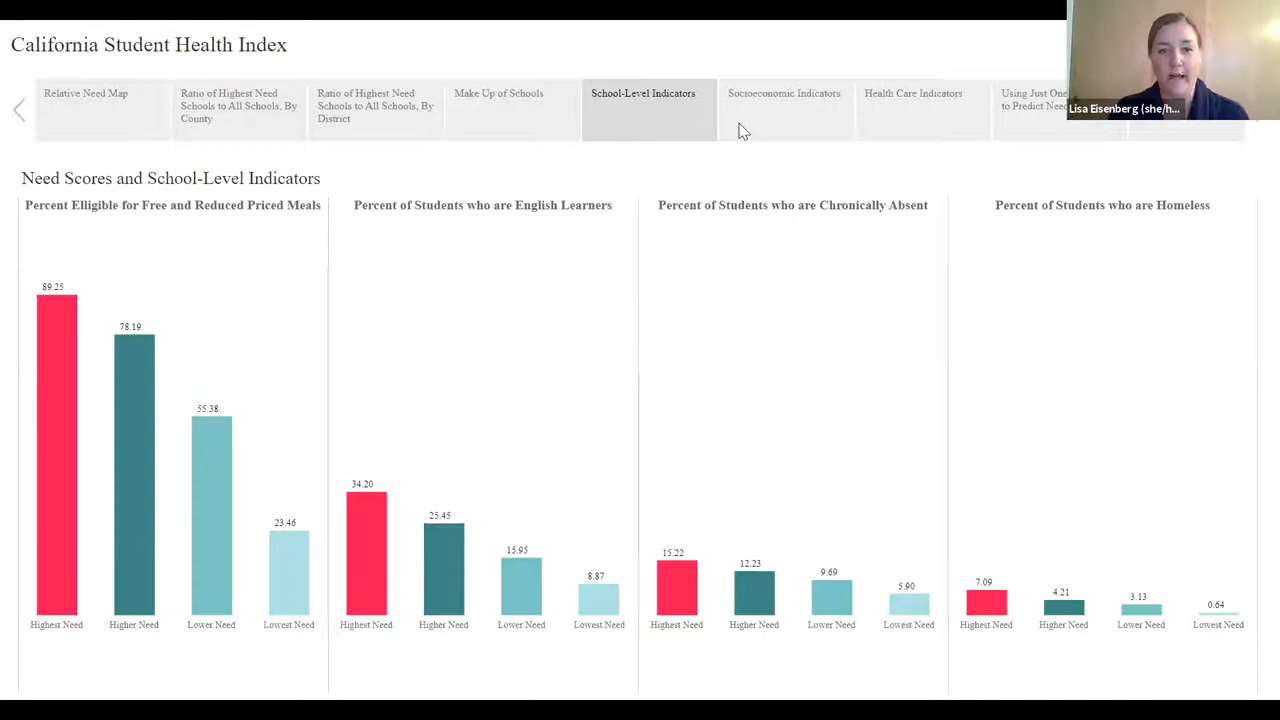 California Student Health Index
Relative Need Map
Ratio of Highest Need
Schools to All Schools, By
County
Ratio of Highest Need
Schools to All Schools, By
District
Make Up of Schools
School-Level Indicators
Socioeconomic Indicators
Health Care Indicators
Using Just One
to Predict Need
Lisa Eisenberg (she/h...
Need Scores and School-Level Indicators
Percent Elligible for Free and Reduced Priced Meals
89.25
78.19
55.38
23.46
Highest Need
Higher Need
Lower Need
Lowest Need
Percent of Students who are English Learners
34.20
25.45
15.95
8.87
Highest Need
Higher Need
Lower Need
Lowest Need
Percent of Students who are Chronically Absent
15.22
12.23
9.69
5.90
Highest Need
Higher Need
Lower Need
Lowest Need
Percent of Students who are Homeless
7.09
4.21
3.13
0.64
Highest Need
Higher Need
Lower Need
Lowest Need